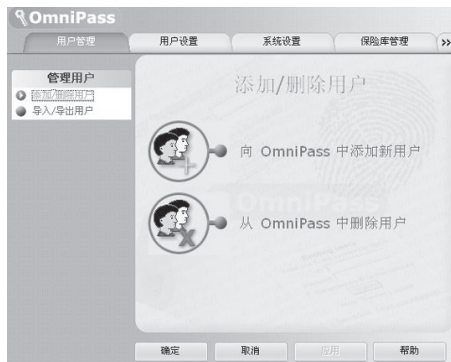 OmniPass
用户管理 用户设置 系统设置 保险库管理 »
管理用户
添加/删除用户
导入/导出用户
添加/删除用户
向 OmniPass 中添加新用户
从 OmniPass 中删除用户
确定 取消 应用 帮助